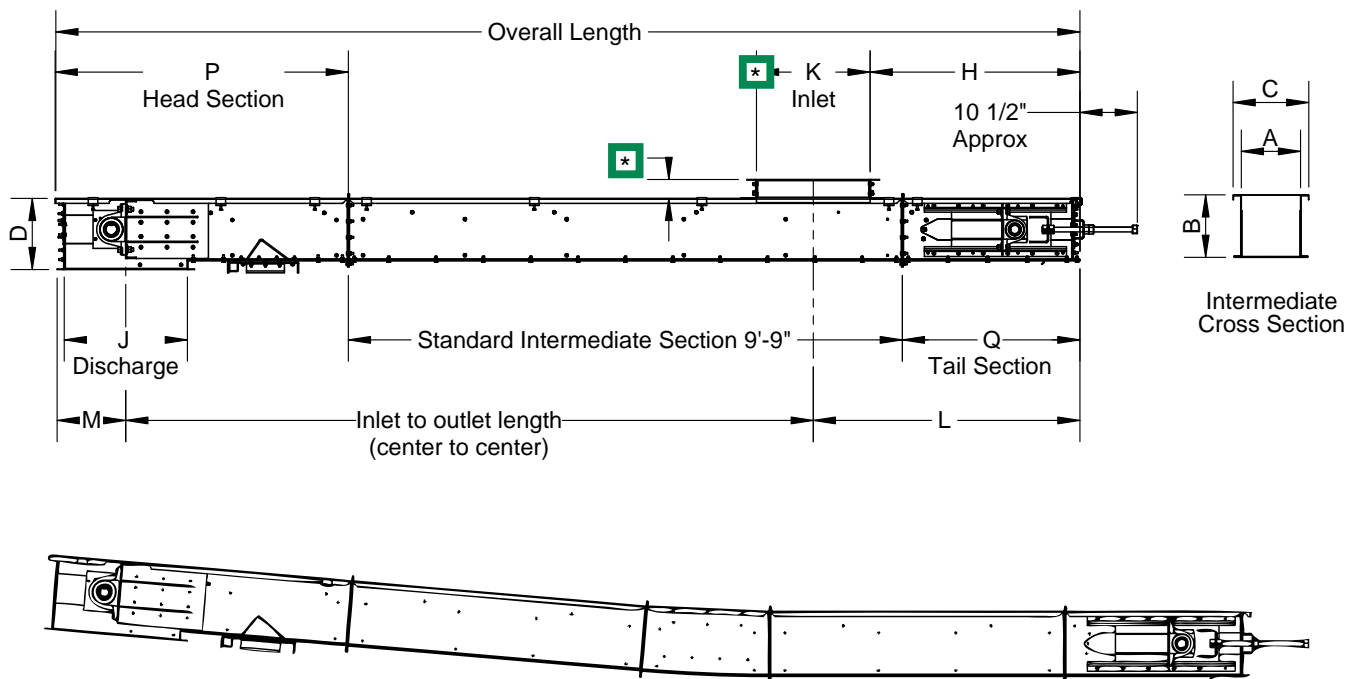 Overall Length
P
Head Section
*
K
Inlet
H
10 1/2"
Approx
C
A
*
D
B
Intermediate
Cross Section
J
Discharge
Standard Intermediate Section 9'-9"
Q
Tail Section
M
Inlet to outlet length
(center to center)
L